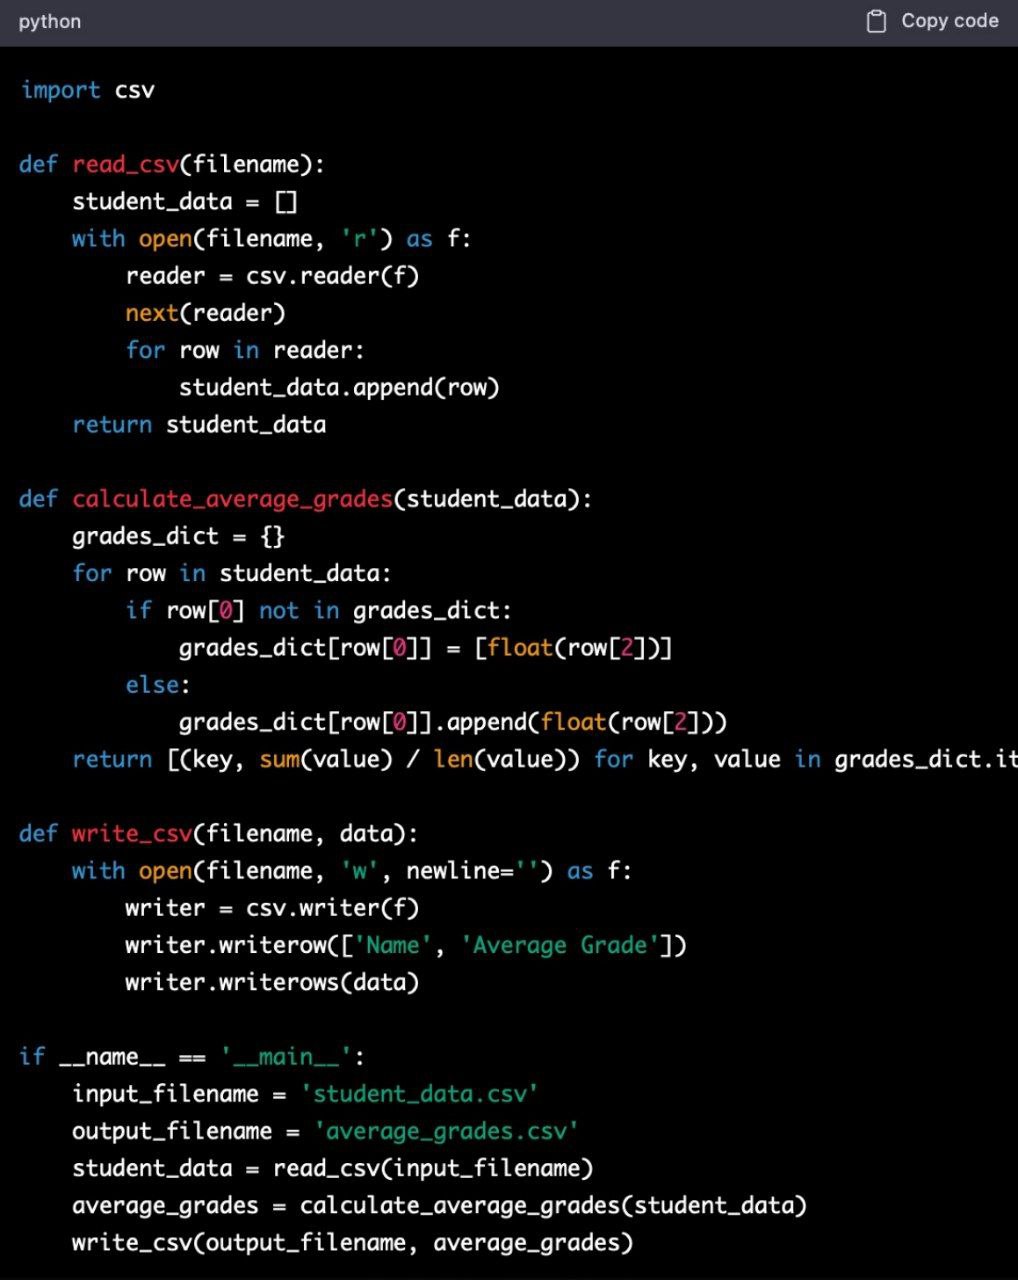 python
Copy code
import csv
def read_csv(filename):
    student_data = []
    with open(filename, 'r') as f:
        reader = csv.reader(f)
        next(reader)
        for row in reader:
            student_data.append(row)
    return student_data
def calculate_average_grades(student_data):
    grades_dict = {}
    for row in student_data:
        if row[0] not in grades_dict:
            grades_dict[row[0]] = [float(row[2])]
        else:
            grades_dict[row[0]].append(float(row[2]))
    return [(key, sum(value) / len(value)) for key, value in grades_dict.it
def write_csv(filename, data):
    with open(filename, 'w', newline='') as f:
        writer = csv.writer(f)
        writer.writerow(['Name', 'Average Grade'])
        writer.writerows(data)
if __name__ == '__main__':
    input_filename = 'student_data.csv'
    output_filename = 'average_grades.csv'
    student_data = read_csv(input_filename)
    average_grades = calculate_average_grades(student_data)
    write_csv(output_filename, average_grades)